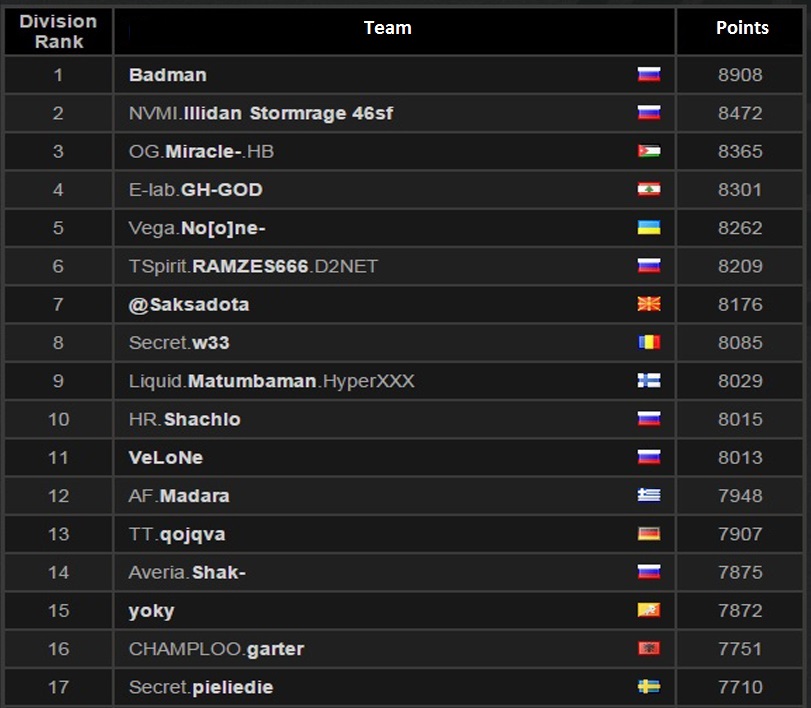 Division Rank Team Points
1 Badman 8908
2 NVMI.Illidan Stormrage 46sf 8472
3 OG.Miracle-.HB 8365
4 E-lab.GH-GOD 8301
5 Vega.No[o]ne- 8262
6 TSpirit.RAMZES666.D2NET 8209
7 @Saksadota 8176
8 Secret.w33 8085
9 Liquid.Matumbaman.HyperXXX 8029
10 HR.Shachlo 8015
11 VeLoNe 8013
12 AF.Madara 7948
13 TT.qojqva 7907
14 Averia.Shak- 7875
15 yoky 7872
16 CHAMPLOO.garter 7751
17 Secret.pieliedie 7710